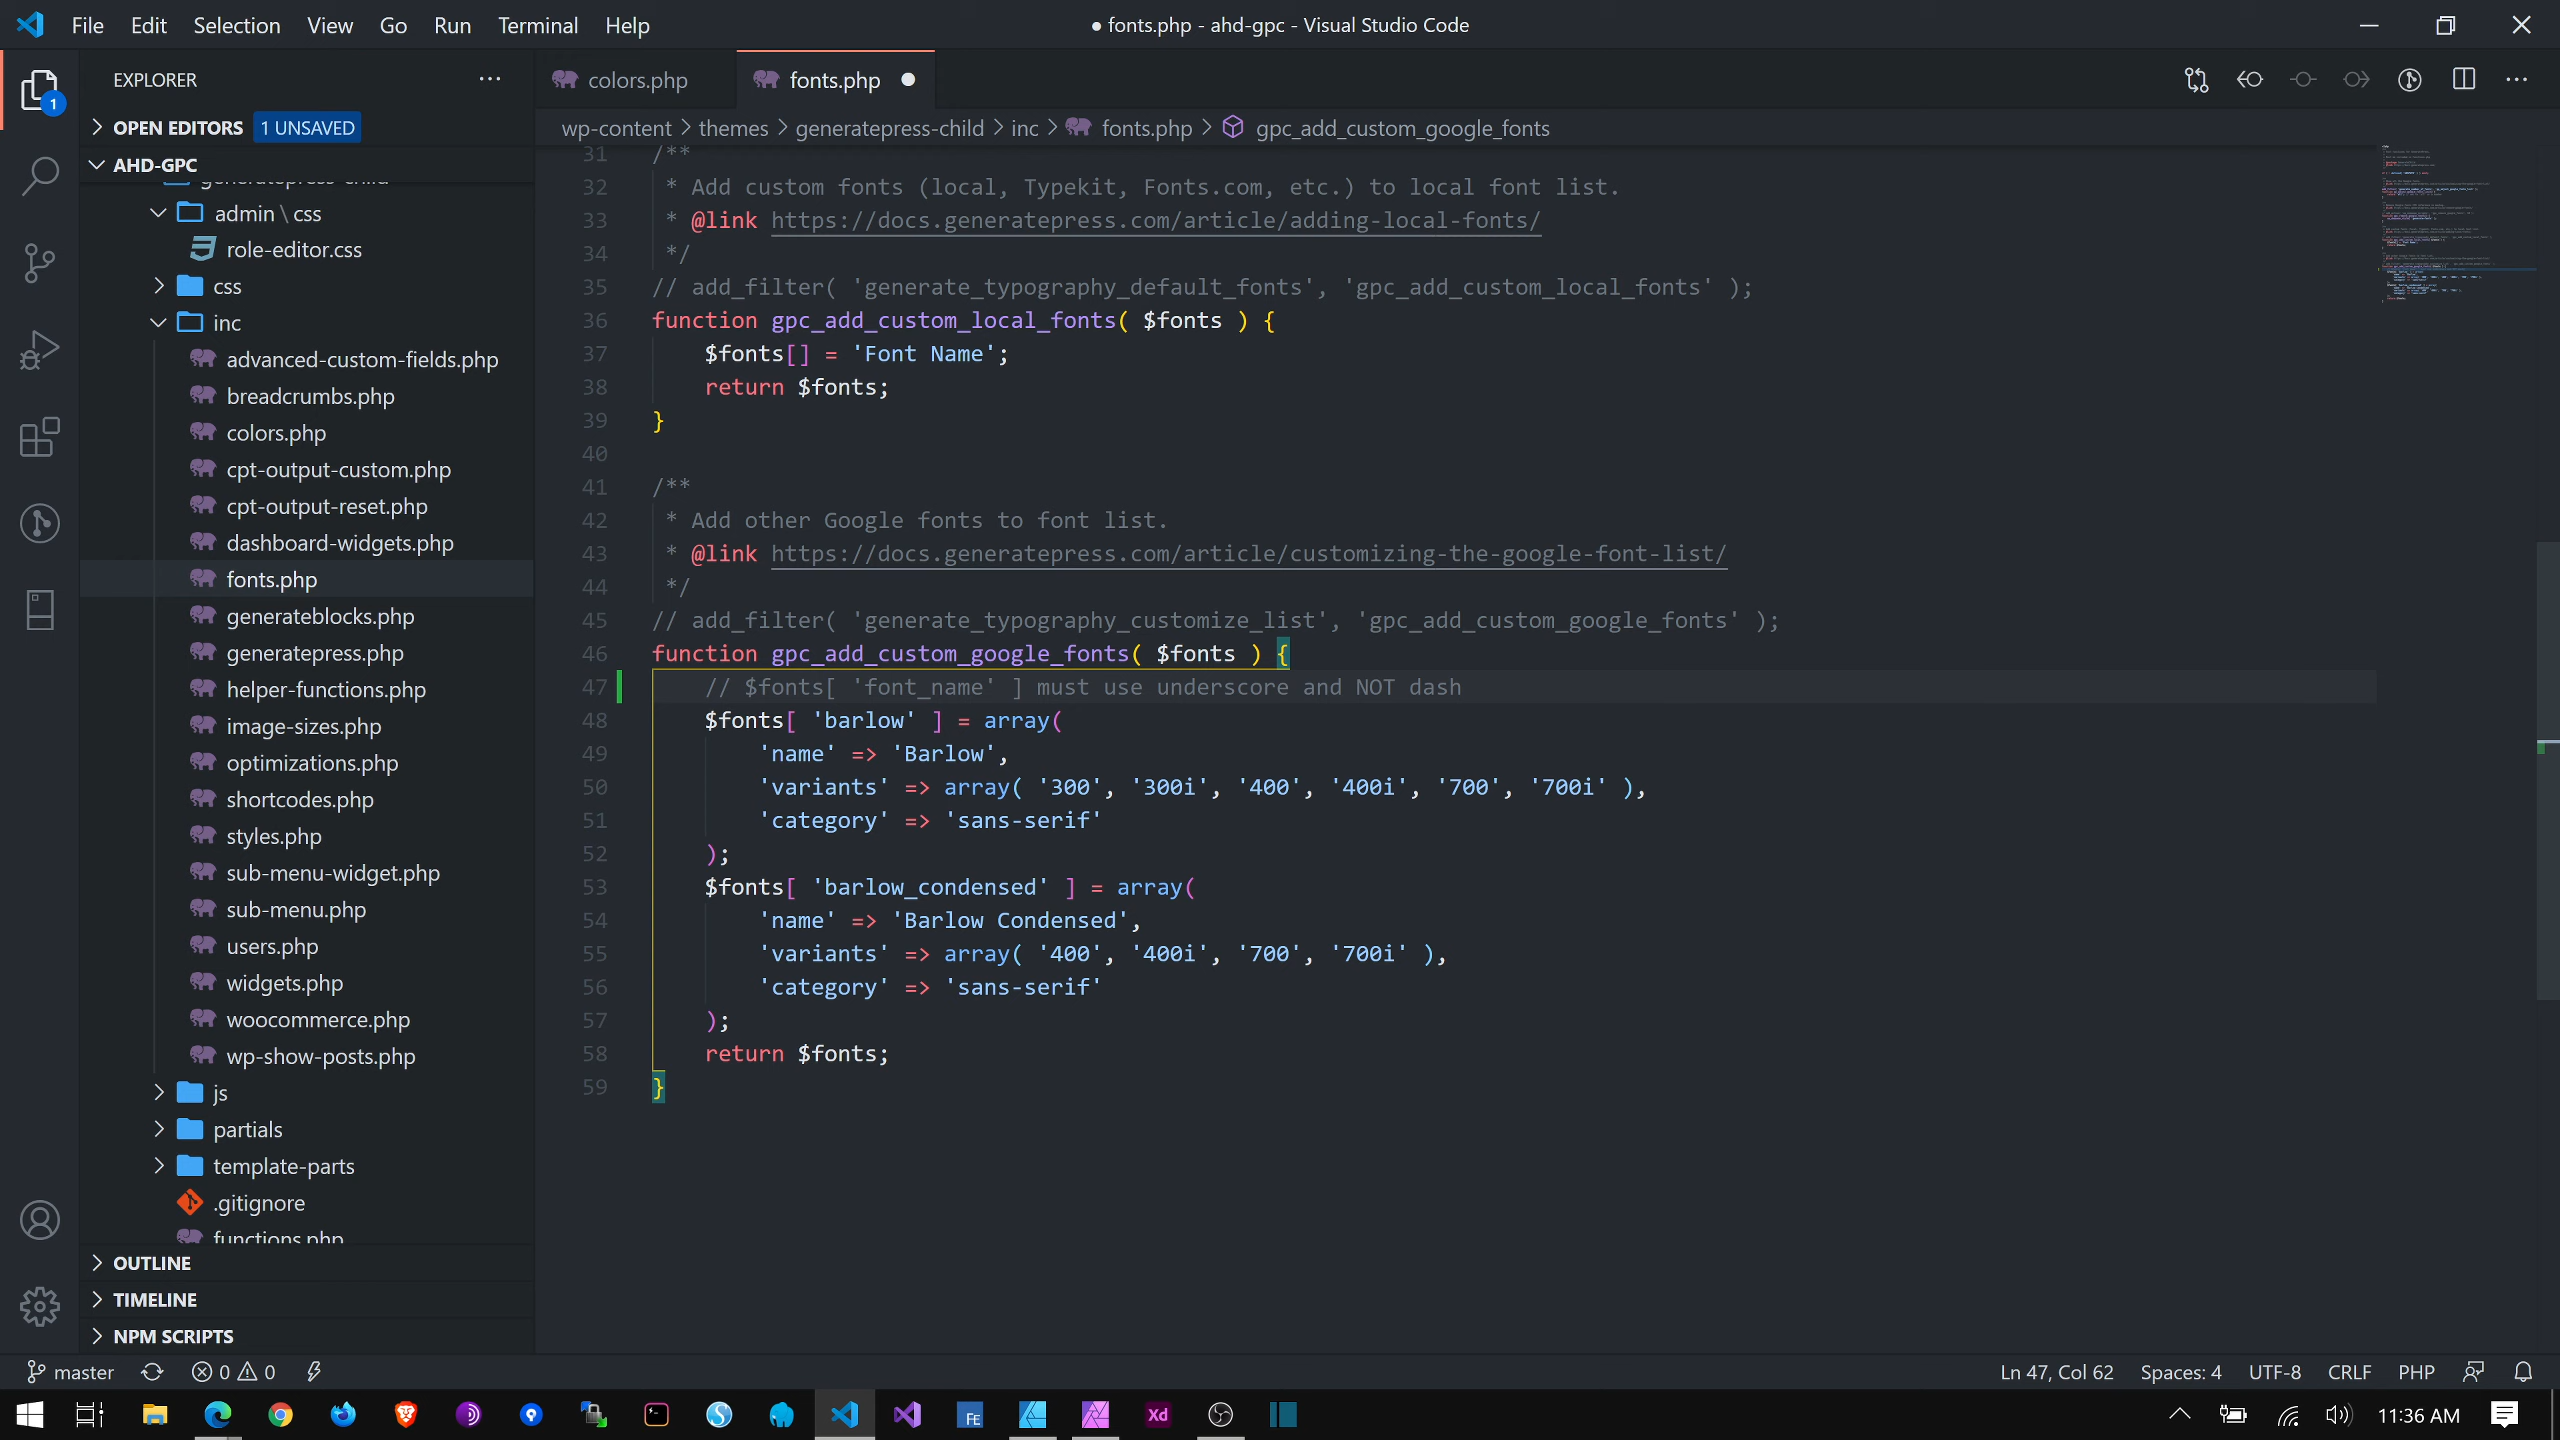 File Edit Selection View Go Run Terminal Help
● fonts.php - ahd-gpc - Visual Studio Code
EXPLORER
OPEN EDITORS 1 UNSAVED
AHD-GPC
generatepress-child
admin \ css
role-editor.css
css
inc
advanced-custom-fields.php
breadcrumbs.php
colors.php
cpt-output-custom.php
cpt-output-reset.php
dashboard-widgets.php
fonts.php
generateblocks.php
generatepress.php
helper-functions.php
image-sizes.php
optimizations.php
shortcodes.php
styles.php
sub-menu-widget.php
sub-menu.php
users.php
widgets.php
woocommerce.php
wp-show-posts.php
js
partials
template-parts
.gitignore
functions.php
OUTLINE
TIMELINE
NPM SCRIPTS
1
colors.php
fonts.php ●
wp-content > themes > generatepress-child > inc > fonts.php > gpc_add_custom_google_fonts
31 /**
32 * Add custom fonts (local, Typekit, Fonts.com, etc.) to local font list.
33 * @link https://docs.generatepress.com/article/adding-local-fonts/
34 */
35 // add_filter( 'generate_typography_default_fonts', 'gpc_add_custom_local_fonts' );
36 function gpc_add_custom_local_fonts( $fonts ) {
37 $fonts[] = 'Font Name';
38 return $fonts;
39 }
40
41 /**
42 * Add other Google fonts to font list.
43 * @link https://docs.generatepress.com/article/customizing-the-google-font-list/
44 */
45 // add_filter( 'generate_typography_customize_list', 'gpc_add_custom_google_fonts' );
46 function gpc_add_custom_google_fonts( $fonts ) {
47 // $fonts[ 'font_name' ] must use underscore and NOT dash
48 $fonts[ 'barlow' ] = array(
49 'name' => 'Barlow',
50 'variants' => array( '300', '300i', '400', '400i', '700', '700i' ),
51 'category' => 'sans-serif'
52 );
53 $fonts[ 'barlow_condensed' ] = array(
54 'name' => 'Barlow Condensed',
55 'variants' => array( '400', '400i', '700', '700i' ),
56 'category' => 'sans-serif'
57 );
58 return $fonts;
59 }
master 0 0
Ln 47, Col 62 Spaces: 4 UTF-8 CRLF PHP
FE Xd
11:36 AM